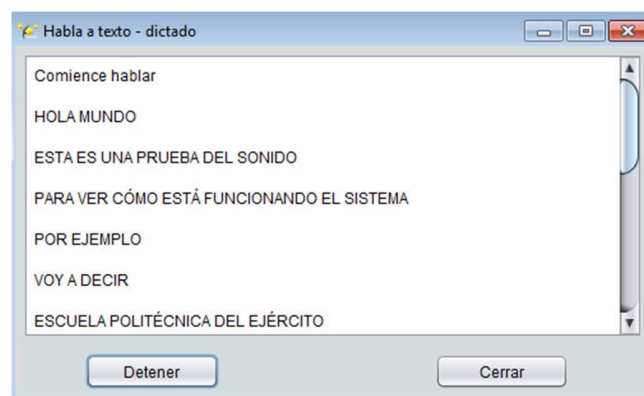 Habla a texto - dictado
Comience hablar
HOLA MUNDO
ESTA ES UNA PRUEBA DEL SONIDO
PARA VER CÓMO ESTÁ FUNCIONANDO EL SISTEMA
POR EJEMPLO
VOY A DECIR
ESCUELA POLITÉCNICA DEL EJÉRCITO
Detener Cerrar